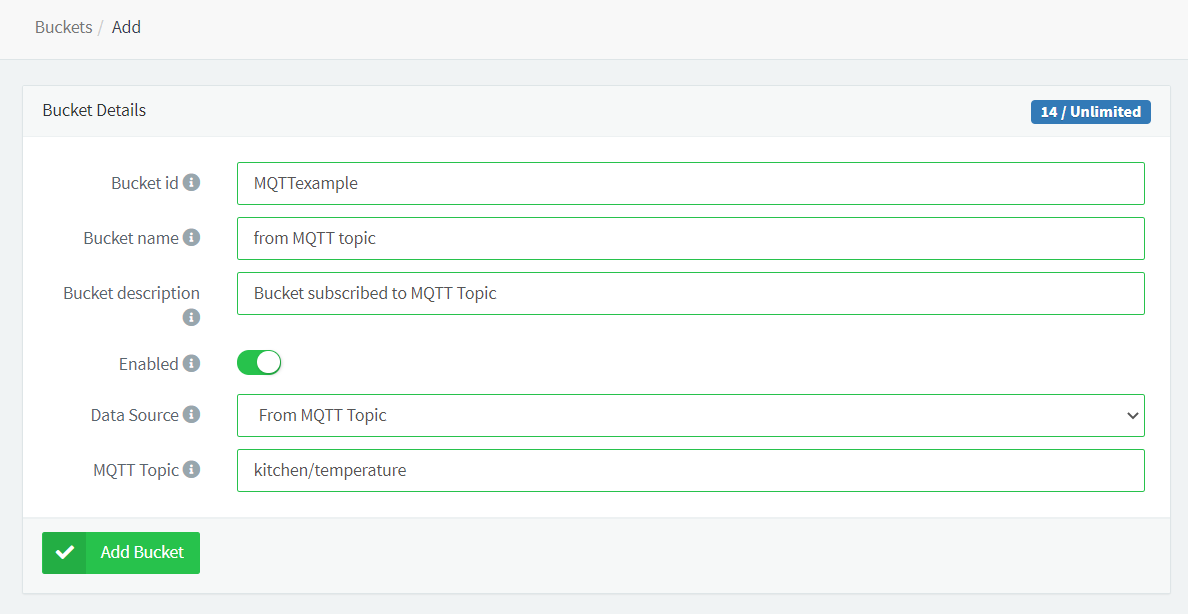 Buckets / Add
Bucket Details
14 / Unlimited
Bucket id
MQTTexample
Bucket name
from MQTT topic
Bucket description
Bucket subscribed to MQTT Topic
Enabled
Data Source
From MQTT Topic
MQTT Topic
kitchen/temperature
Add Bucket